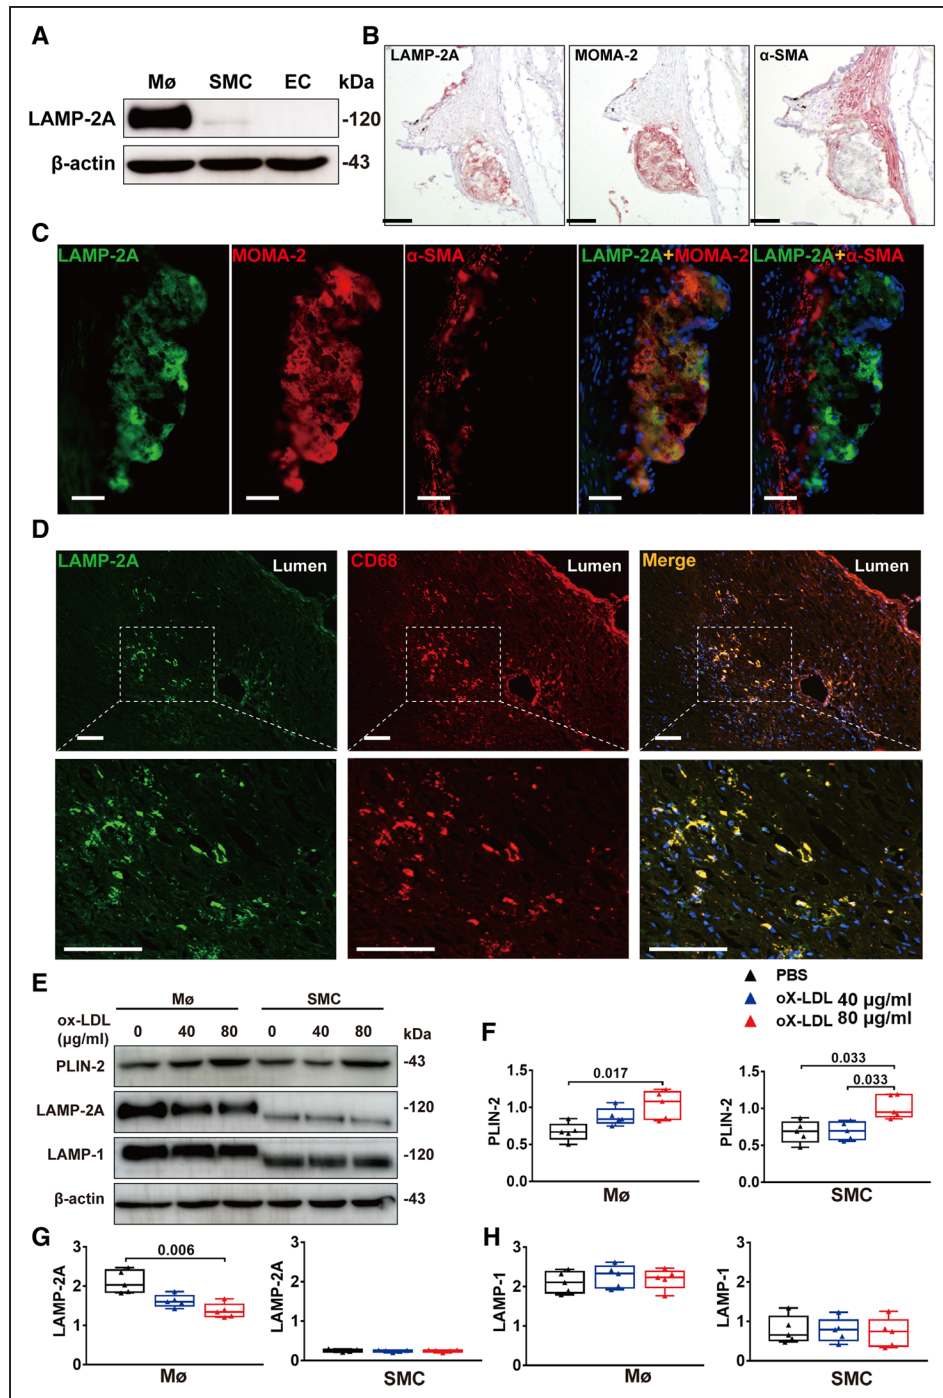 A
Mø SMC EC kDa
LAMP-2A -120
β-actin -43
B
LAMP-2A MOMA-2 α-SMA
C
LAMP-2A MOMA-2 α-SMA LAMP-2A+MOMA-2 LAMP-2A+α-SMA
D
LAMP-2A Lumen CD68 Lumen Merge Lumen
E
Mø SMC
ox-LDL (µg/ml) 0 40 80 0 40 80 kDa
PLIN-2 -43
LAMP-2A -120
LAMP-1 -120
β-actin -43
PBS
oX-LDL 40 µg/ml
oX-LDL 80 µg/ml
F
PLIN-2
1.5
1.0
0.5
0.0
0.017
Mø
PLIN-2
1.5
1.0
0.5
0.0
0.033
0.033
SMC
G
LAMP-2A
3
2
1
0
0.006
Mø
LAMP-2A
3
2
1
0
SMC
H
LAMP-1
3
2
1
0
Mø
LAMP-1
3
2
1
0
SMC